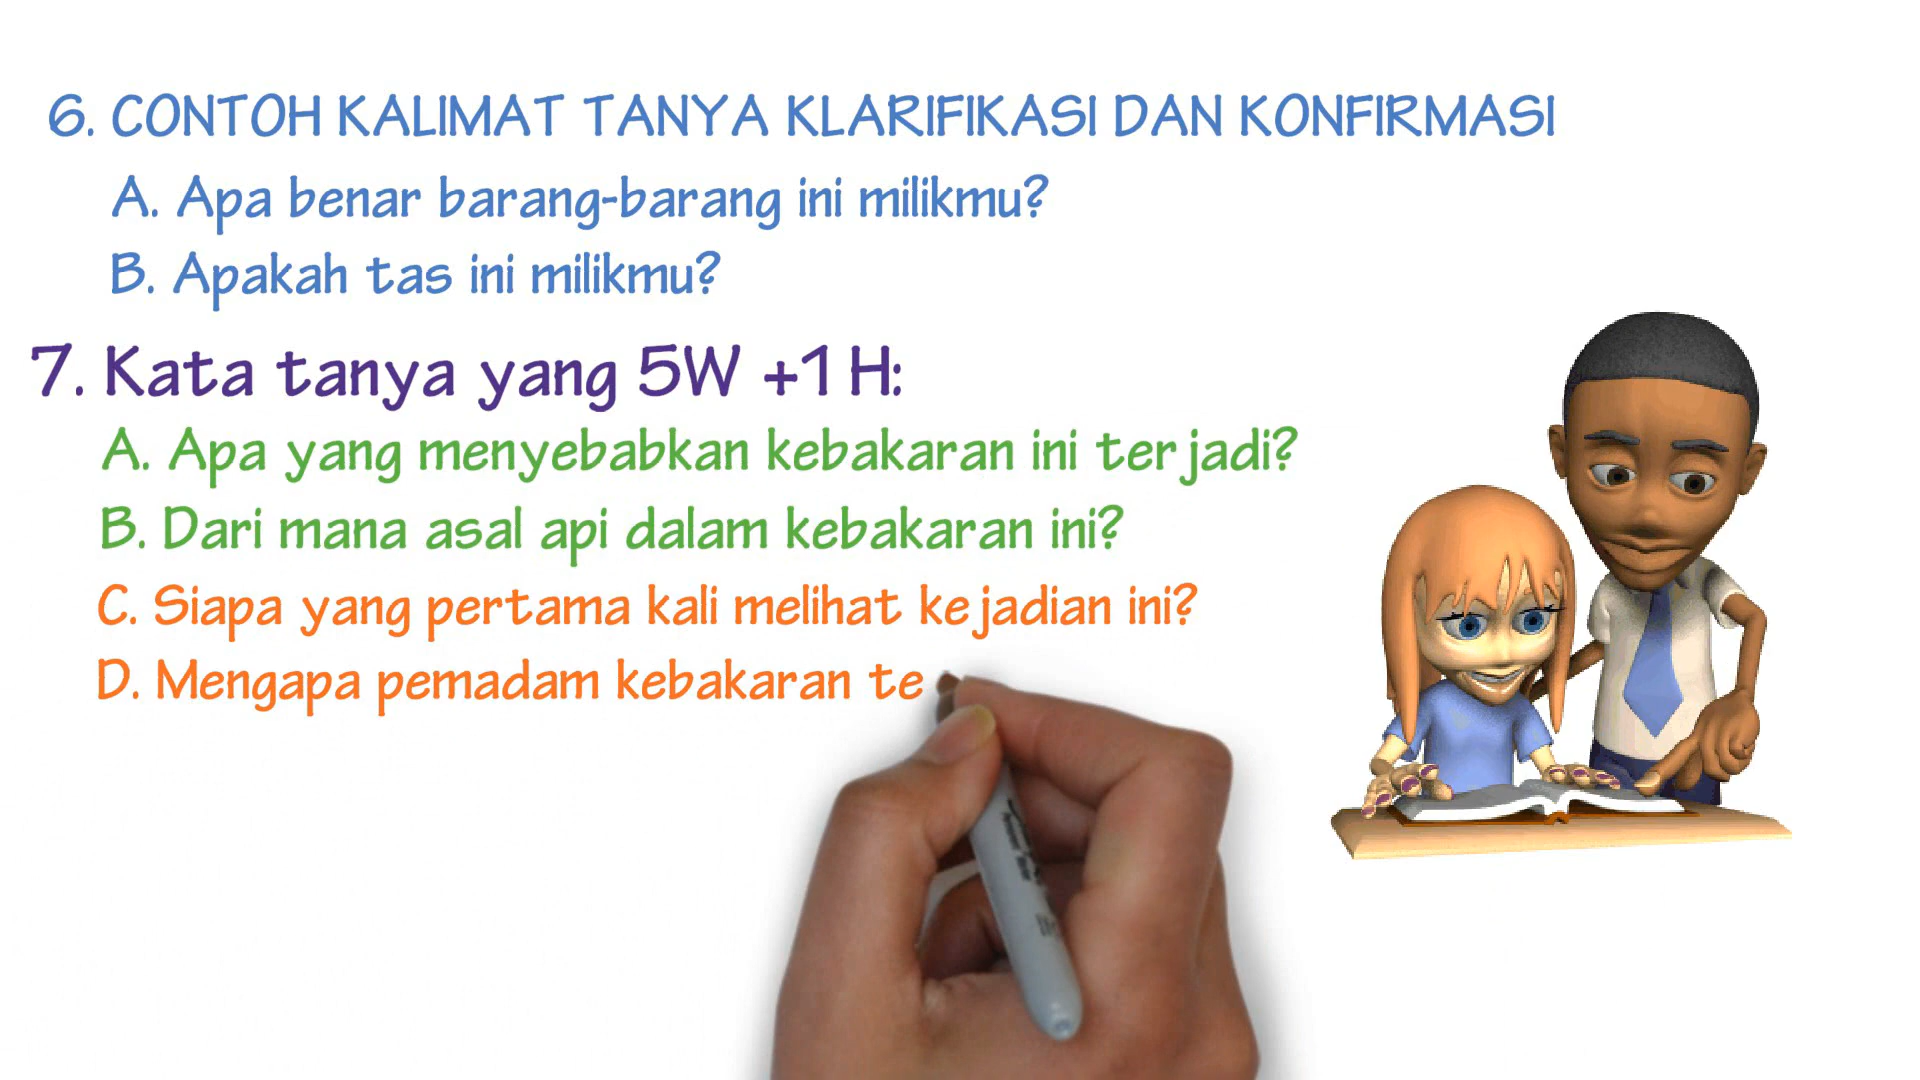 6. CONTOH KALIMAT TANYA KLARIFIKASI DAN KONFIRMASI
A. Apa benar barang-barang ini milikmu?
B. Apakah tas ini milikmu?
7. Kata tanya yang 5W +1 H:
A. Apa yang menyebabkan kebakaran ini terjadi?
B. Dari mana asal api dalam kebakaran ini?
C. Siapa yang pertama kali melihat kejadian ini?
D. Mengapa pemadam kebakaran te